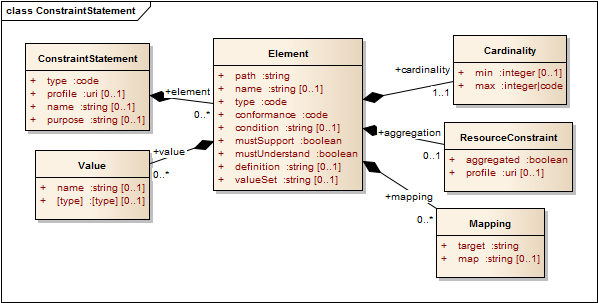 class ConstraintStatement
ConstraintStatement
+ type :code
+ profile :uri [0..1]
+ name :string [0..1]
+ purpose :string [0..1]
+element
0..*
Element
+ path :string
+ name :string [0..1]
+ type :code
+ conformance :code
+ condition :string [0..1]
+ mustSupport :boolean
+ mustUnderstand :boolean
+ definition :string [0..1]
+ valueSet :string [0..1]
+cardinality
1..1
Cardinality
+ min :integer [0..1]
+ max :integer|code
+aggregation
0..1
ResourceConstraint
+ aggregated :boolean
+ profile :uri [0..1]
+value
0..*
Value
+ name :string [0..1]
+ [type] :[type] [0..1]
+mapping
0..*
Mapping
+ target :string
+ map :string [0..1]